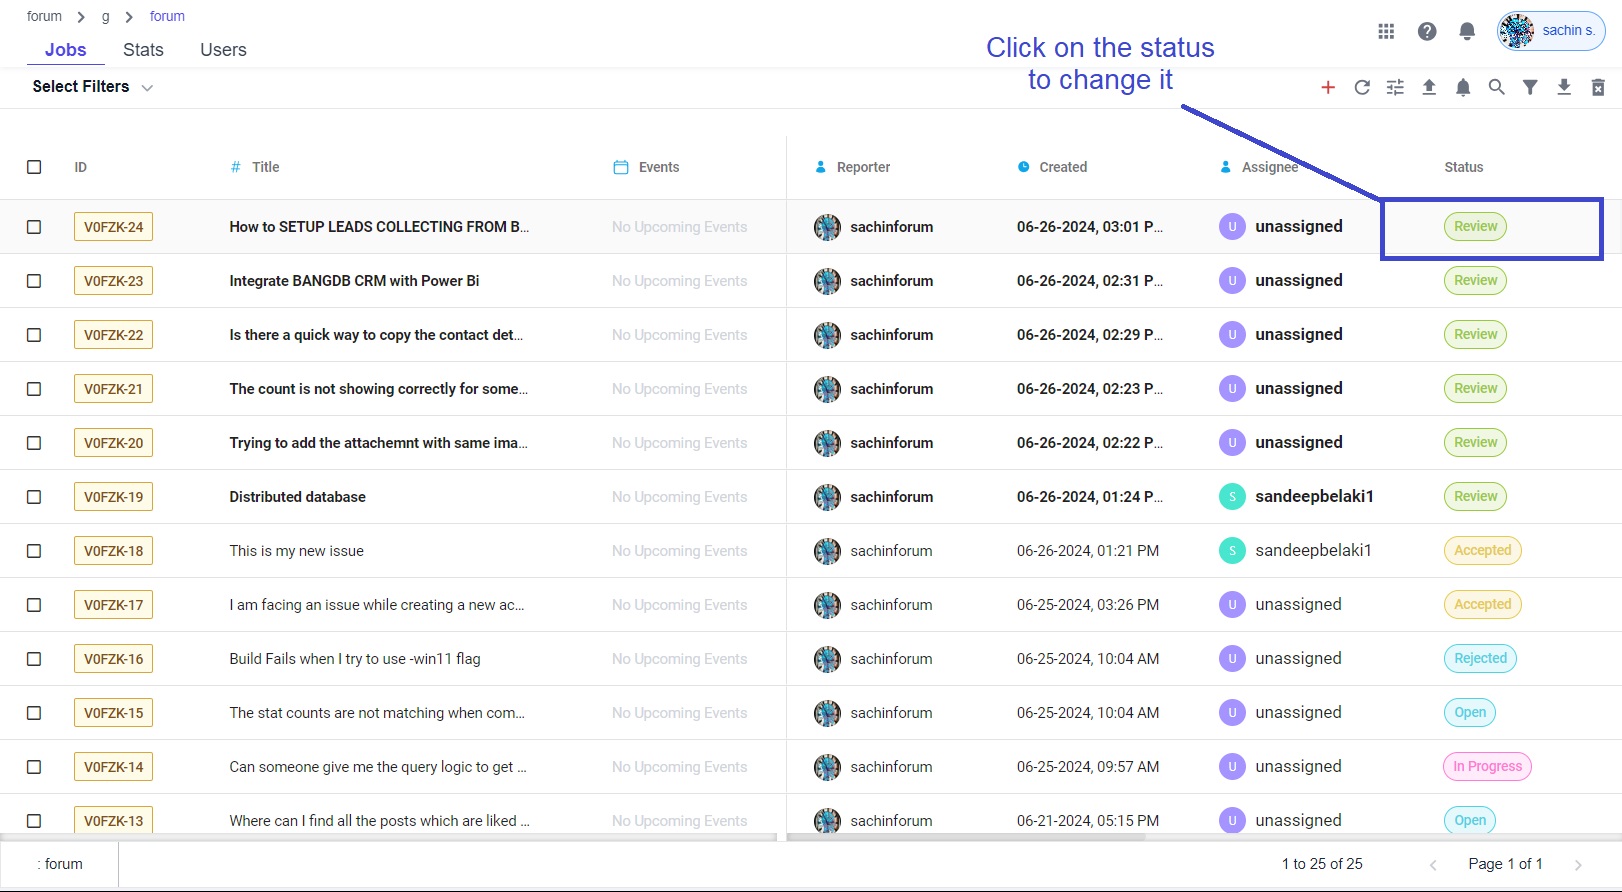 forum > g > forum
Jobs Stats Users
sachin s.
Click on the status
to change it
Select Filters
ID # Title Events Reporter Created Assignee Status
V0FZK-24 How to SETUP LEADS COLLECTING FROM B... No Upcoming Events sachinforum 06-26-2024, 03:01 P... U unassigned Review
V0FZK-23 Integrate BANGDB CRM with Power Bi No Upcoming Events sachinforum 06-26-2024, 02:31 P... U unassigned Review
V0FZK-22 Is there a quick way to copy the contact det... No Upcoming Events sachinforum 06-26-2024, 02:29 P... U unassigned Review
V0FZK-21 The count is not showing correctly for some... No Upcoming Events sachinforum 06-26-2024, 02:23 P... U unassigned Review
V0FZK-20 Trying to add the attachemnt with same ima... No Upcoming Events sachinforum 06-26-2024, 02:22 P... U unassigned Review
V0FZK-19 Distributed database No Upcoming Events sachinforum 06-26-2024, 01:24 P... S sandeepbelaki1 Review
V0FZK-18 This is my new issue No Upcoming Events sachinforum 06-26-2024, 01:21 PM S sandeepbelaki1 Accepted
V0FZK-17 I am facing an issue while creating a new ac... No Upcoming Events sachinforum 06-25-2024, 03:26 PM U unassigned Accepted
V0FZK-16 Build Fails when I try to use -win11 flag No Upcoming Events sachinforum 06-25-2024, 10:04 AM U unassigned Rejected
V0FZK-15 The stat counts are not matching when com... No Upcoming Events sachinforum 06-25-2024, 10:04 AM U unassigned Open
V0FZK-14 Can someone give me the query logic to get ... No Upcoming Events sachinforum 06-25-2024, 09:57 AM U unassigned In Progress
V0FZK-13 Where can I find all the posts which are liked ... No Upcoming Events sachinforum 06-21-2024, 05:15 PM U unassigned Open
: forum 1 to 25 of 25 < Page 1 of 1 >